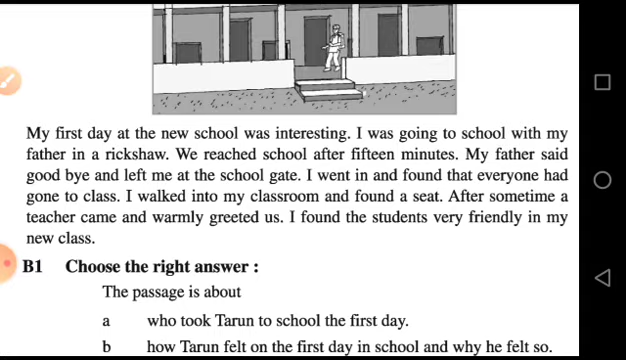 My first day at the new school was interesting. I was going to school with my
father in a rickshaw. We reached school after fifteen minutes. My father said
good bye and left me at the school gate. I went in and found that everyone had
gone to class. I walked into my classroom and found a seat. After sometime a
teacher came and warmly greeted us. I found the students very friendly in my
new class.
B1 Choose the right answer :
The passage is about
a who took Tarun to school the first day.
b how Tarun felt on the first day in school and why he felt so.